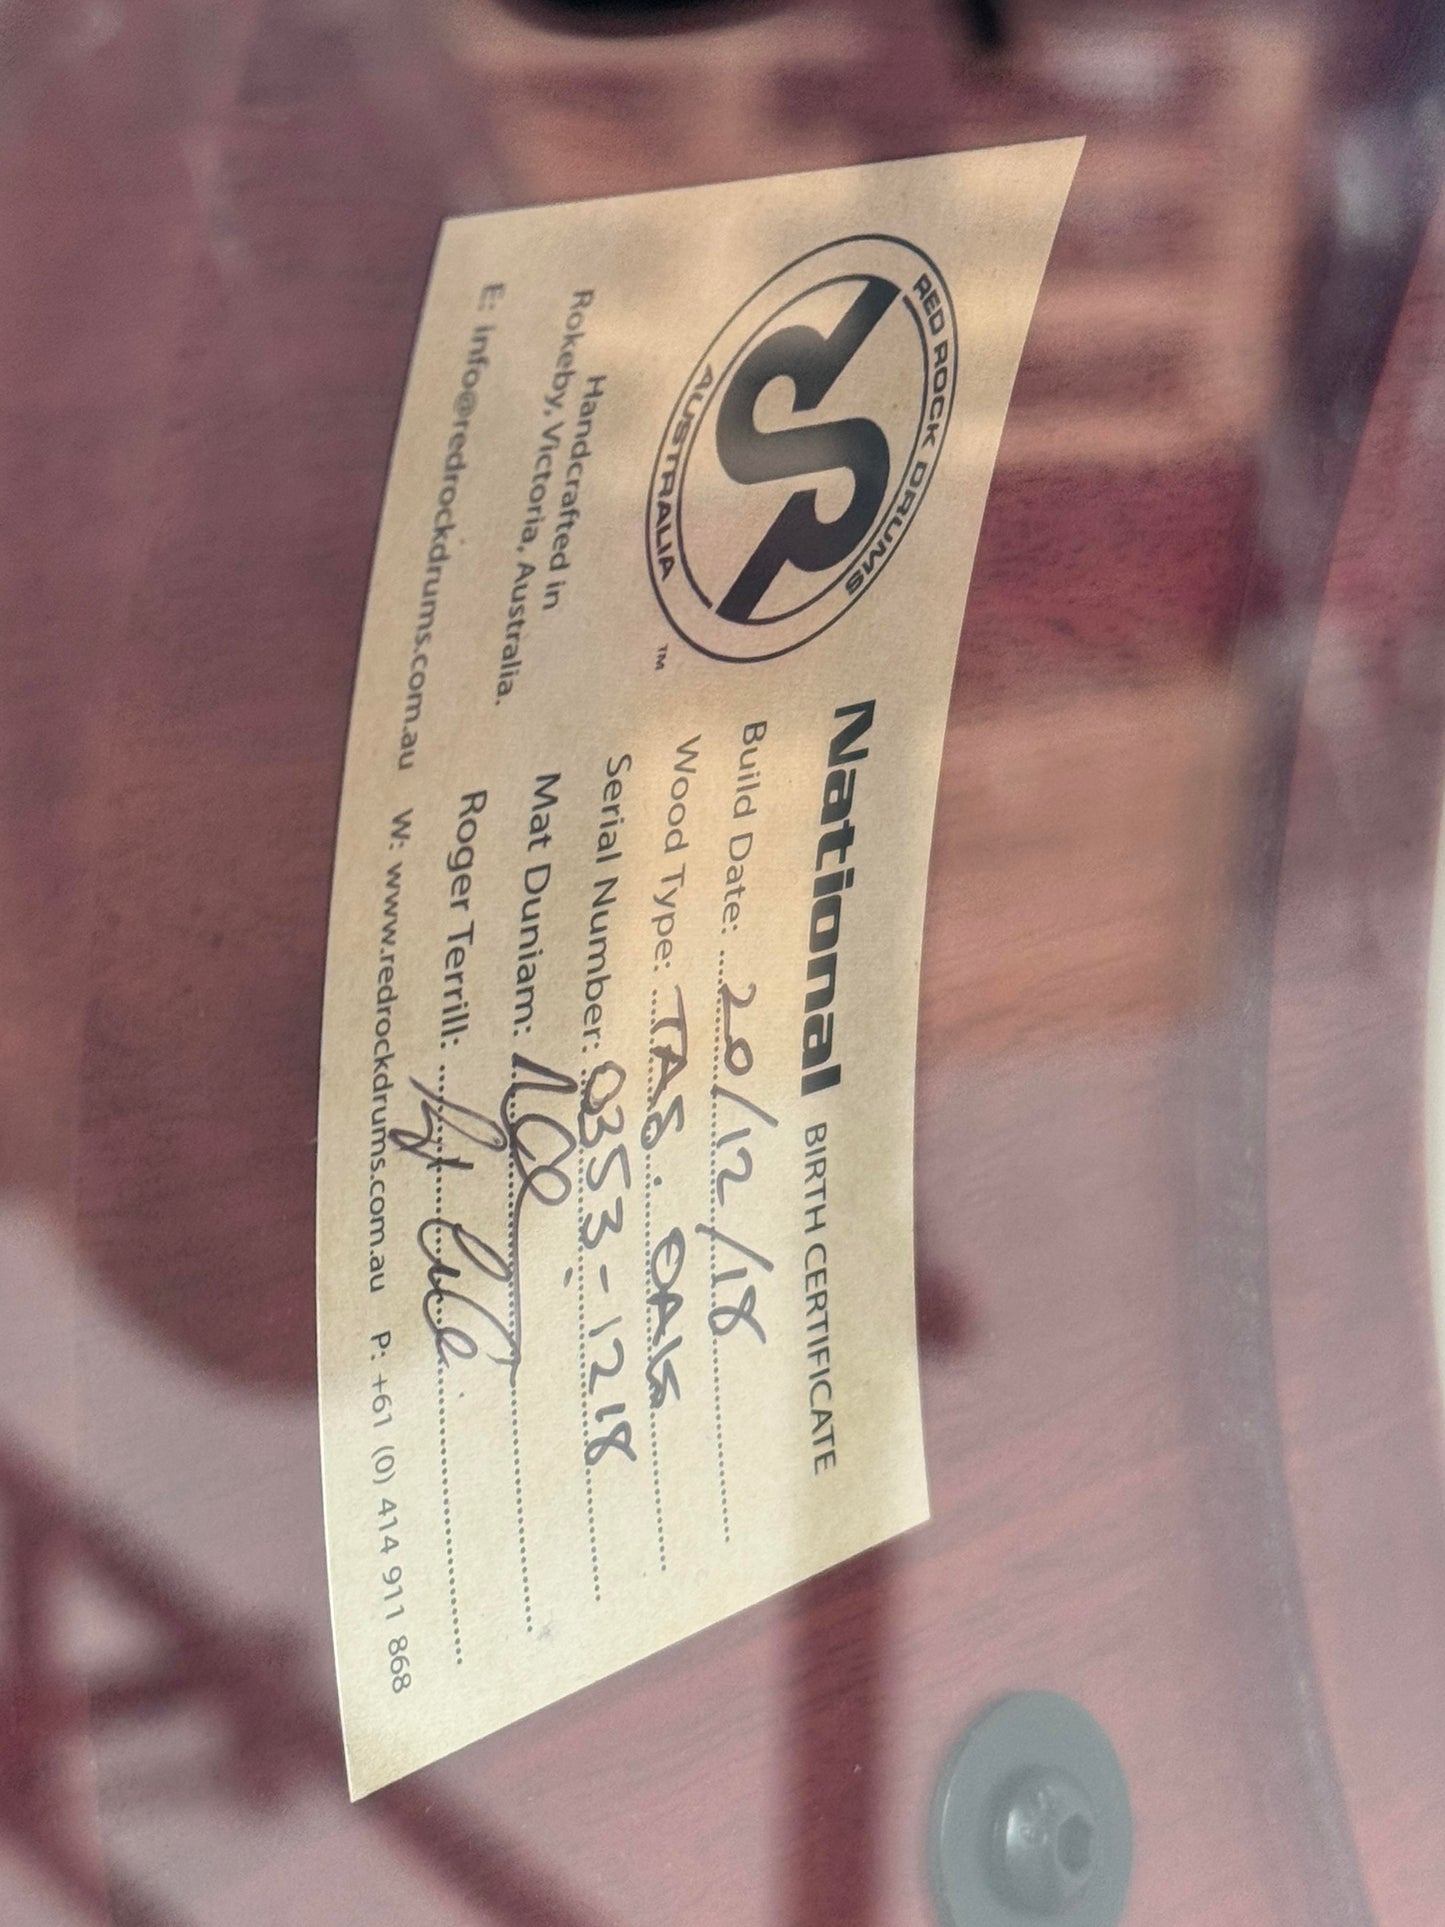 RED ROCK DRUMS
AUSTRALIA
TM
Handcrafted in
Rokeby, Victoria, Australia.
National BIRTH CERTIFICATE
Build Date: 20/12/18
Wood Type: TAS. OAK
Serial Number: 0353-1218
Mat Duniam:
Roger Terrill:
E: info@redrockdrums.com.au W: www.redrockdrums.com.au P: +61 (0) 414 911 868